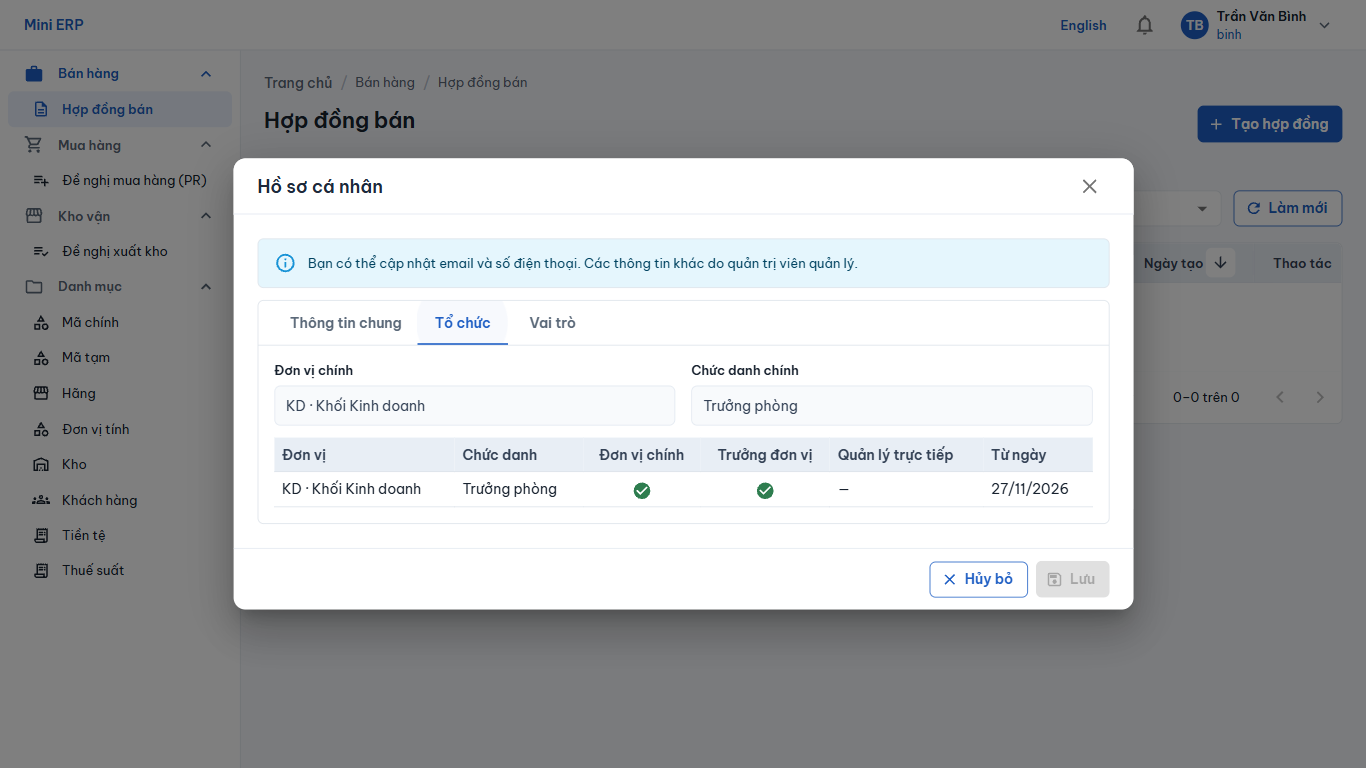 Mini ERP
English
TB
Trần Văn Bình
binh
Bán hàng
Hợp đồng bán
Mua hàng
Đề nghị mua hàng (PR)
Kho vận
Đề nghị xuất kho
Danh mục
Mã chính
Mã tạm
Hãng
Đơn vị tính
Kho
Khách hàng
Tiền tệ
Thuế suất
Trang chủ / Bán hàng / Hợp đồng bán
Hợp đồng bán
Tạo hợp đồng
Làm mới
Ngày tạo
Thao tác
0–0 trên 0
Hồ sơ cá nhân
Bạn có thể cập nhật email và số điện thoại. Các thông tin khác do quản trị viên quản lý.
Thông tin chung Tổ chức Vai trò
Đơn vị chính Chức danh chính
KD · Khối Kinh doanh Trưởng phòng
Đơn vị Chức danh Đơn vị chính Trưởng đơn vị Quản lý trực tiếp Từ ngày
KD · Khối Kinh doanh Trưởng phòng — 27/11/2026
Hủy bỏ Lưu